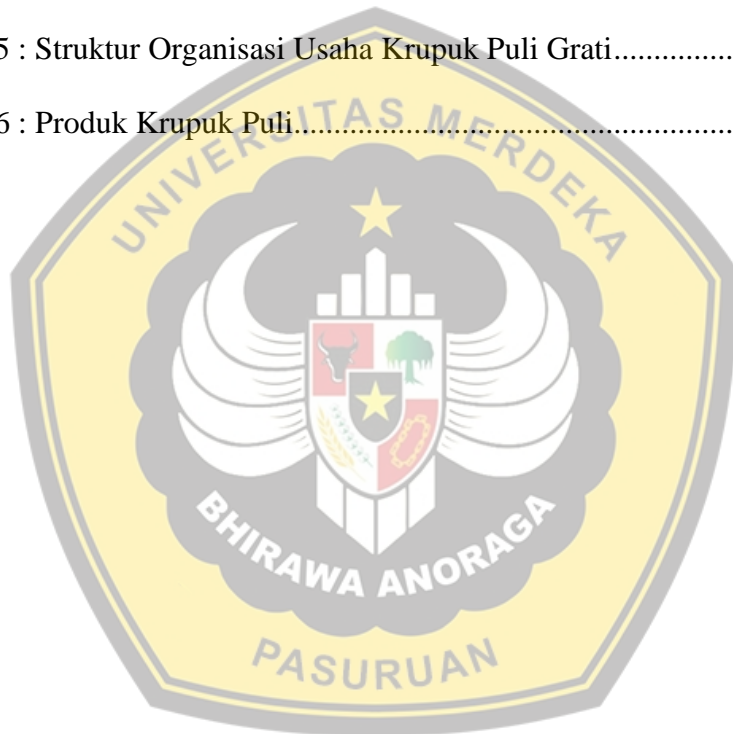 5 : Struktur Organisasi Usaha Krupuk Puli Grati...............
6 : Produk Krupuk Puli..................................................
UNIVERSITAS MERDEKA
BHIRAWA ANORAGA
PASURUAN